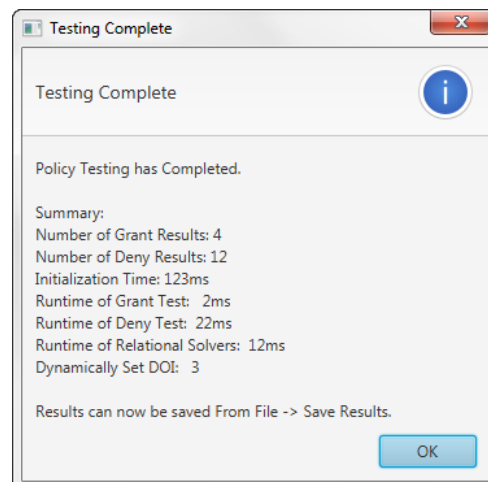 Testing Complete
Testing Complete
Policy Testing has Completed.
Summary:
Number of Grant Results: 4
Number of Deny Results: 12
Initialization Time: 123ms
Runtime of Grant Test:   2ms
Runtime of Deny Test:  22ms
Runtime of Relational Solvers:  12ms
Dynamically Set DOI:   3
Results can now be saved From File -> Save Results.
OK